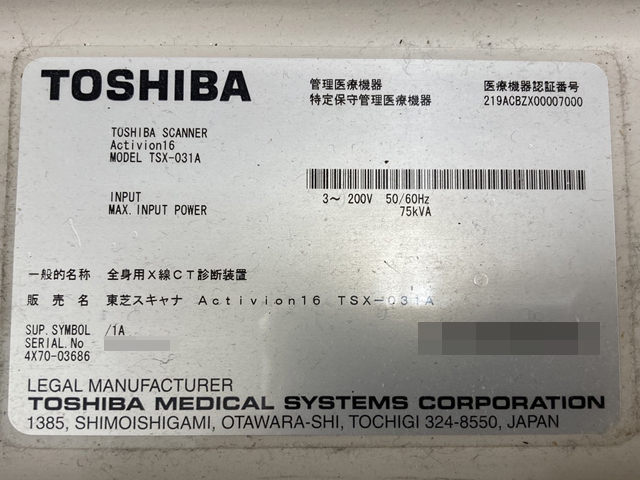 TOSHIBA
管理医療機器
特定保守管理医療機器
医療機器認証番号
219ACBZX00007000
TOSHIBA SCANNER
Activion16
MODEL TSX-031A
INPUT 3～ 200V 50/60Hz
MAX. INPUT POWER 75kVA
一般的名称 全身用X線CT診断装置
販売名 東芝スキャナ Activion16 TSX-031A
SUP. SYMBOL /1A
SERIAL. No
4X70-03686
LEGAL MANUFACTURER
TOSHIBA MEDICAL SYSTEMS CORPORATION
1385, SHIMOISHIGAMI, OTAWARA-SHI, TOCHIGI 324-8550, JAPAN